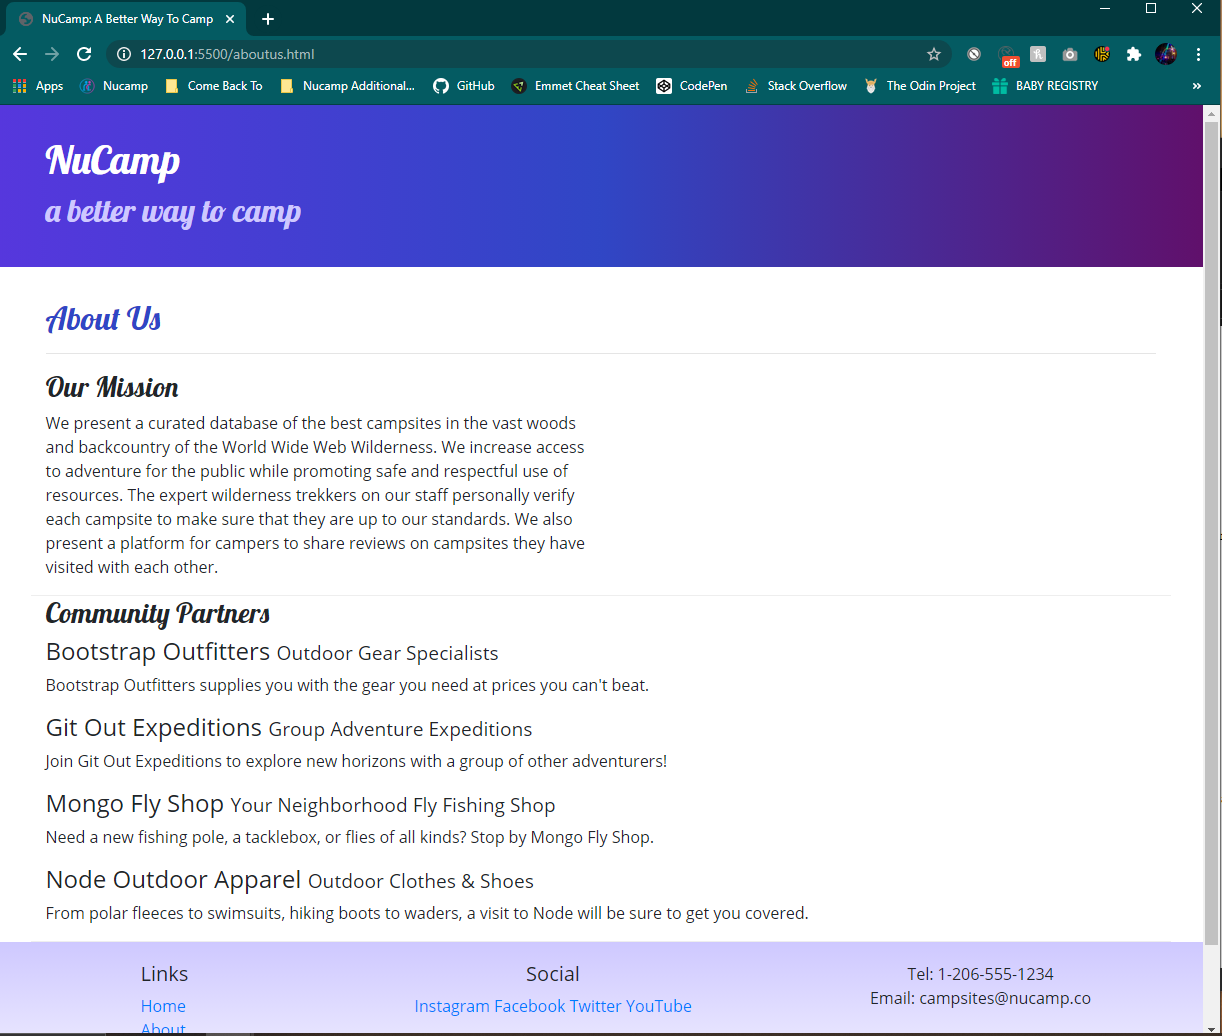 NuCamp: A Better Way To Camp
127.0.0.1:5500/aboutus.html
off
Apps Nucamp Come Back To Nucamp Additional... GitHub Emmet Cheat Sheet CodePen Stack Overflow The Odin Project BABY REGISTRY »
NuCamp
a better way to camp
About Us
Our Mission
We present a curated database of the best campsites in the vast woods
and backcountry of the World Wide Web Wilderness. We increase access
to adventure for the public while promoting safe and respectful use of
resources. The expert wilderness trekkers on our staff personally verify
each campsite to make sure that they are up to our standards. We also
present a platform for campers to share reviews on campsites they have
visited with each other.
Community Partners
Bootstrap Outfitters Outdoor Gear Specialists
Bootstrap Outfitters supplies you with the gear you need at prices you can't beat.
Git Out Expeditions Group Adventure Expeditions
Join Git Out Expeditions to explore new horizons with a group of other adventurers!
Mongo Fly Shop Your Neighborhood Fly Fishing Shop
Need a new fishing pole, a tacklebox, or flies of all kinds? Stop by Mongo Fly Shop.
Node Outdoor Apparel Outdoor Clothes & Shoes
From polar fleeces to swimsuits, hiking boots to waders, a visit to Node will be sure to get you covered.
Links
Home
About
Social
Instagram Facebook Twitter YouTube
Tel: 1-206-555-1234
Email: campsites@nucamp.co